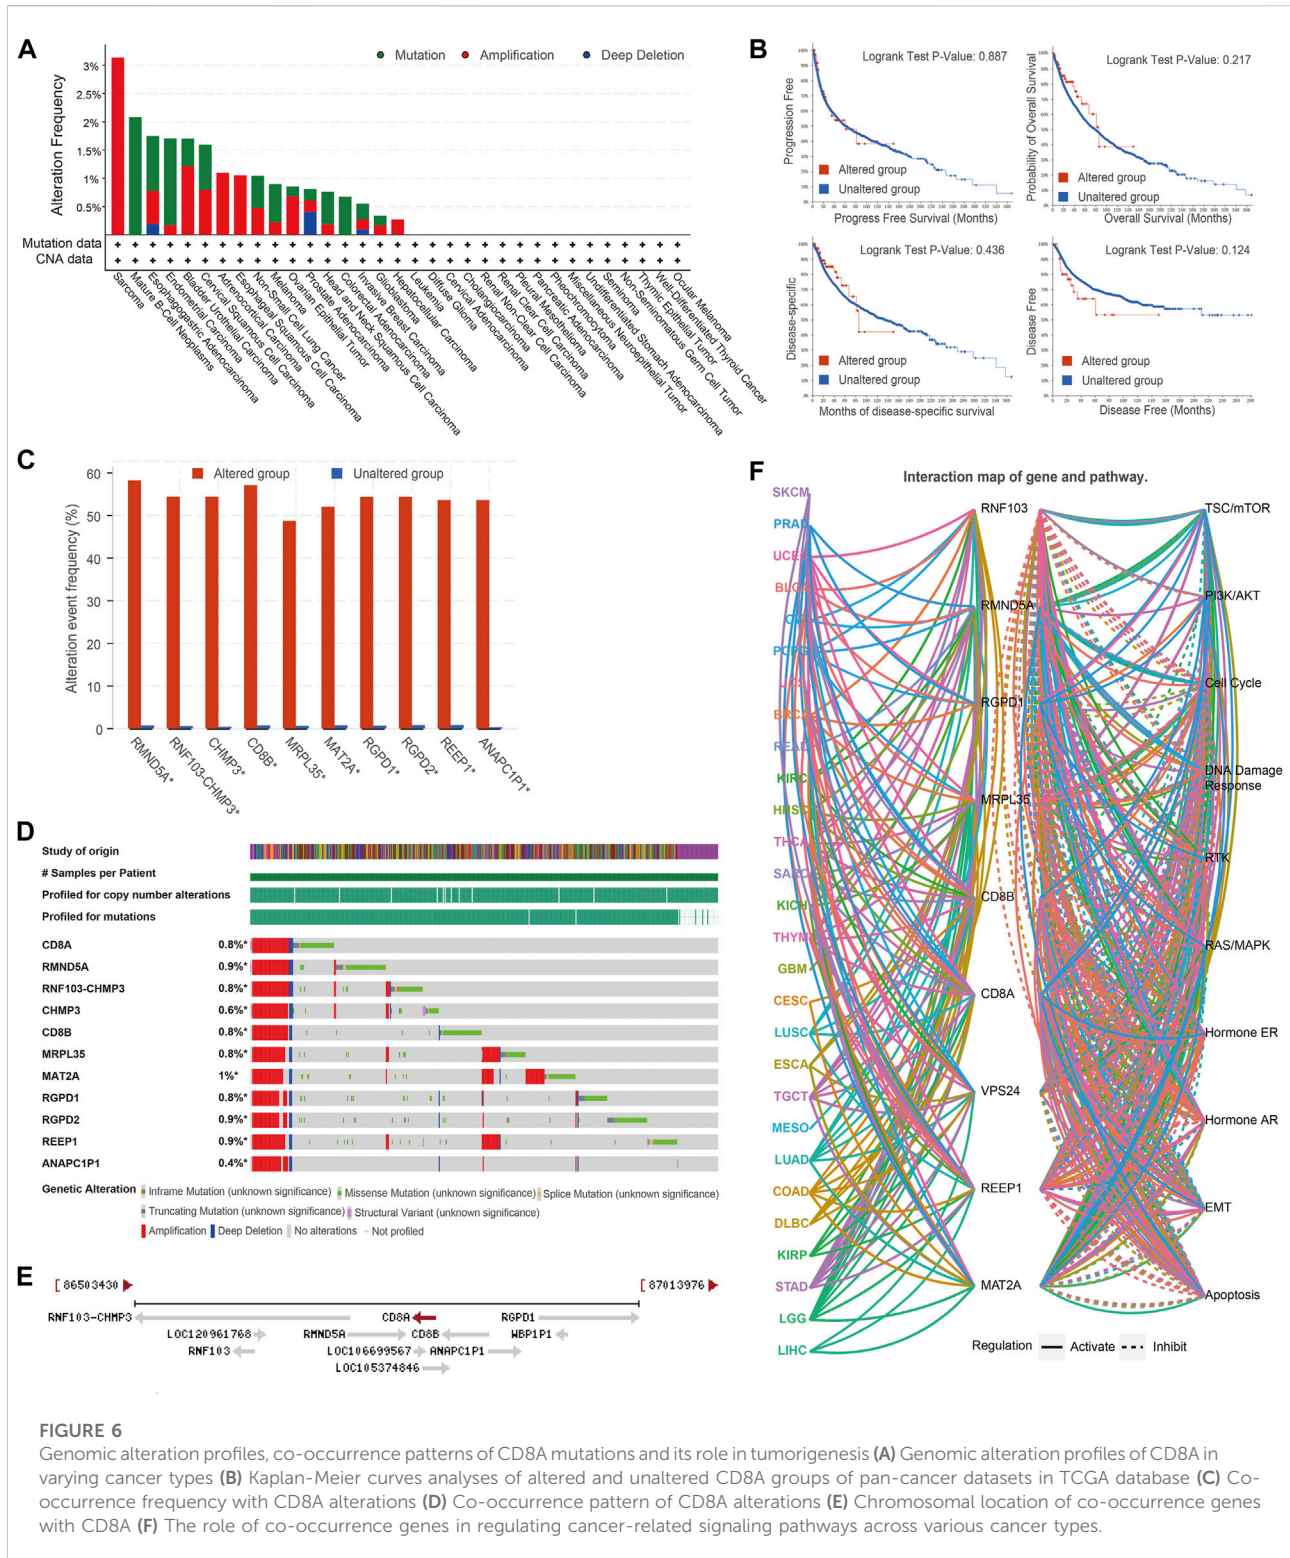 A
Mutation
Amplification
Deep Deletion
Alteration Frequency
3%
2.5%
2%
1.5%
1%
0.5%
Mutation data
CNA data
Sarcoma
Mature B-Cell Neoplasms
Esophagogastric Adenocarcinoma
Endometrial Carcinoma
Bladder Urothelial Carcinoma
Cervical Squamous Cell Carcinoma
Adrenocortical Carcinoma
Esophageal Squamous Cell Carcinoma
Non-Small Cell Lung Cancer
Melanoma
Ovarian Epithelial Tumor
Prostate Adenocarcinoma
Head and Neck Squamous Cell Carcinoma
Colorectal Adenocarcinoma
Invasive Breast Carcinoma
Glioblastoma
Hepatocellular Carcinoma
Leukemia
Diffuse Glioma
Cervical Adenocarcinoma
Cholangiocarcinoma
Renal Non-Clear Cell Carcinoma
Renal Clear Cell Carcinoma
Pleural Mesothelioma
Pancreatic Adenocarcinoma
Pheochromocytoma
Miscellaneous Neuroepithelial Tumor
Undifferentiated Stomach Adenocarcinoma
Seminoma
Non-Seminomatous Germ Cell Tumor
Thymic Epithelial Tumor
Well-Differentiated Thyroid Cancer
Ocular Melanoma
B
Logrank Test P-Value: 0.887
Progression Free
Altered group
Unaltered group
Progress Free Survival (Months)
Logrank Test P-Value: 0.217
Probability of Overall Survival
Altered group
Unaltered group
Overall Survival (Months)
Logrank Test P-Value: 0.436
Disease-specific
Altered group
Unaltered group
Months of disease-specific survival
Logrank Test P-Value: 0.124
Disease Free
Altered group
Unaltered group
Disease Free (Months)
C
Altered group
Unaltered group
Alteration event frequency (%)
60
50
40
30
20
10
0
RMND5A*
RNF103-CHMP3*
CHMP3*
CD8B*
MRPL35*
MAT2A*
RGPD1*
RGPD2*
REEP1*
ANAPC1P1*
D
Study of origin
# Samples per Patient
Profiled for copy number alterations
Profiled for mutations
CD8A 0.8%*
RMND5A 0.9%*
RNF103-CHMP3 0.8%*
CHMP3 0.6%*
CD8B 0.8%*
MRPL35 0.8%*
MAT2A 1%*
RGPD1 0.8%*
RGPD2 0.9%*
REEP1 0.9%*
ANAPC1P1 0.4%*
Genetic Alteration Inframe Mutation (unknown significance) Missense Mutation (unknown significance) Splice Mutation (unknown significance)
Truncating Mutation (unknown significance) Structural Variant (unknown significance)
Amplification Deep Deletion No alterations - Not profiled
E
[ 86503430
87013976
RNF103-CHMP3 CD8A RGPD1
LOC120961768 RMND5A CD8B WBP1P1
RNF103 LOC106699567 ANAPC1P1
LOC105374846
F
Interaction map of gene and pathway.
SKCM
PRAD
UCEC
BLCA
OV
PCPG
UCS
BRCA
READ
KIRC
HNSC
THCA
SARC
KICH
THYM
GBM
CESC
LUSC
ESCA
TGCT
MESO
LUAD
COAD
DLBC
KIRP
STAD
LGG
LIHC
RNF103
RMND5A
RGPD1
MRPL35
CD8B
CD8A
VPS24
REEP1
MAT2A
TSC/mTOR
PI3K/AKT
Cell Cycle
DNA Damage
Response
RTK
RAS/MAPK
Hormone ER
Hormone AR
EMT
Apoptosis
Regulation Activate Inhibit
FIGURE 6
Genomic alteration profiles, co-occurrence patterns of CD8A mutations and its role in tumorigenesis (A) Genomic alteration profiles of CD8A in
varying cancer types (B) Kaplan-Meier curves analyses of altered and unaltered CD8A groups of pan-cancer datasets in TCGA database (C) Co-
occurrence frequency with CD8A alterations (D) Co-occurrence pattern of CD8A alterations (E) Chromosomal location of co-occurrence genes
with CD8A (F) The role of co-occurrence genes in regulating cancer-related signaling pathways across various cancer types.